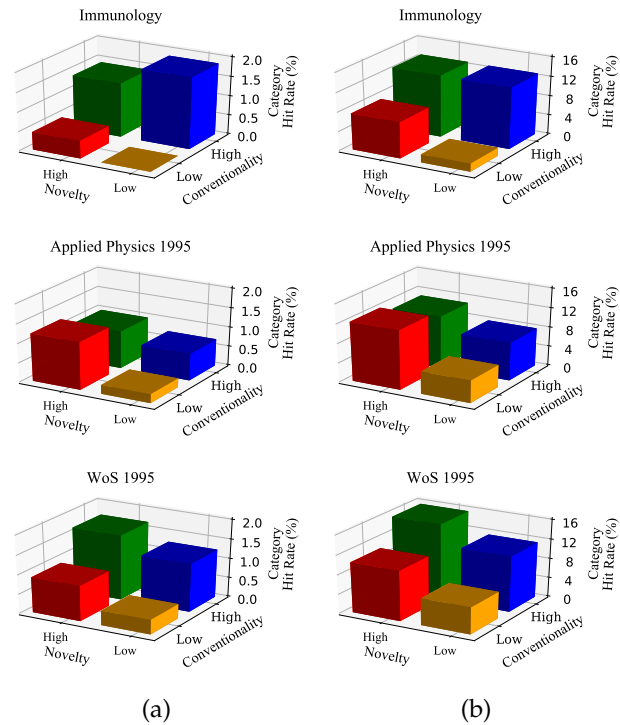 Immunology
2.0
1.5
1.0
0.5
0.0
Category
Hit Rate (%)
High
Low
Novelty
High
Low
Conventionality
Immunology
16
12
8
4
0
Category
Hit Rate (%)
High
Low
Novelty
High
Low
Conventionality
Applied Physics 1995
2.0
1.5
1.0
0.5
0.0
Category
Hit Rate (%)
High
Low
Novelty
High
Low
Conventionality
Applied Physics 1995
16
12
8
4
0
Category
Hit Rate (%)
High
Low
Novelty
High
Low
Conventionality
WoS 1995
2.0
1.5
1.0
0.5
0.0
Category
Hit Rate (%)
High
Low
Novelty
High
Low
Conventionality
WoS 1995
16
12
8
4
0
Category
Hit Rate (%)
High
Low
Novelty
High
Low
Conventionality
(a)
(b)